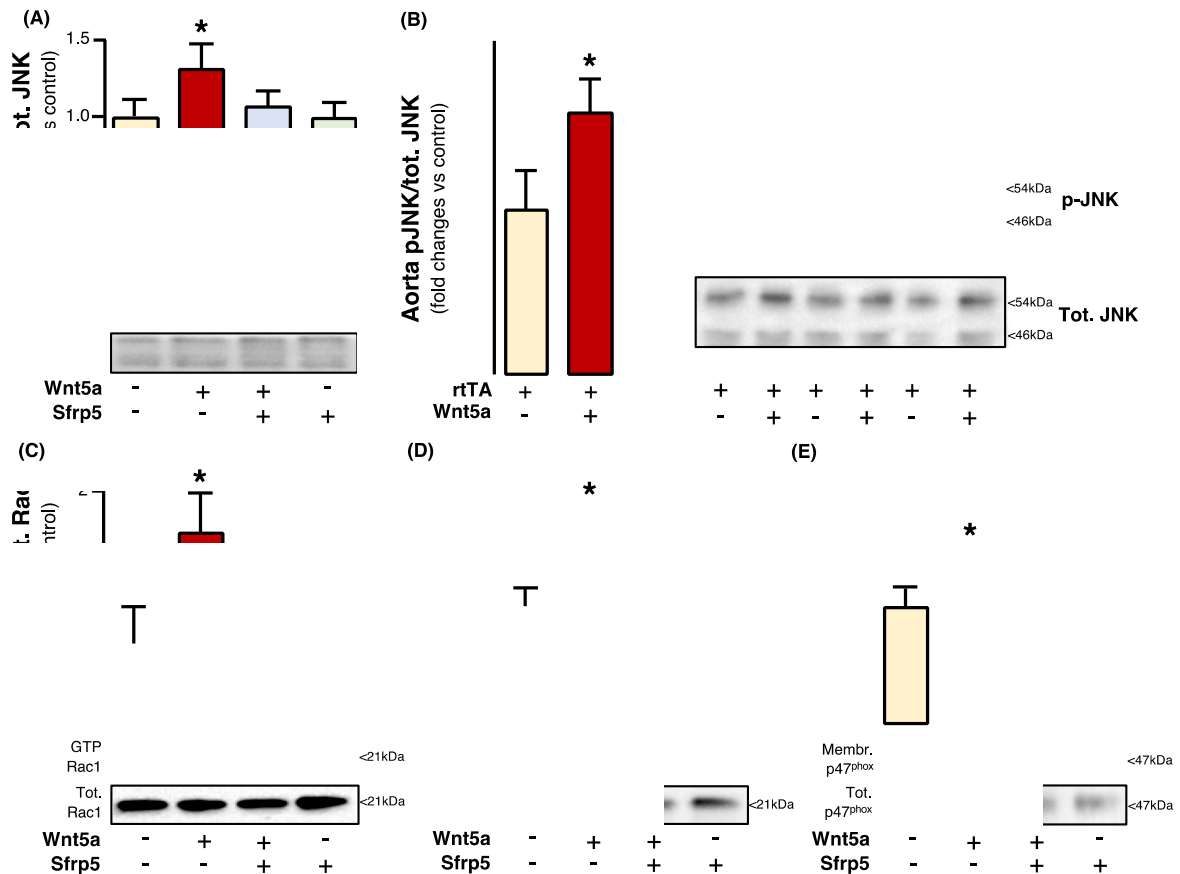 (A)
*
1.5
1.0
JNK
control)
Wnt5a - + + -
Sfrp5 - - + +
(B)
*
Aorta pJNK/tot. JNK
(fold changes vs control)
rtTA + +
Wnt5a - +
<54kDa
p-JNK
<46kDa
<54kDa
Tot. JNK
<46kDa
+ + + + + +
- + - + - +
(C)
*
GTP
Rac1
<21kDa
Tot.
Rac1
<21kDa
Wnt5a - + + -
Sfrp5 - - + +
(D)
*
<21kDa
Wnt5a - + + -
Sfrp5 - - + +
(E)
*
Membr.
p47phox
<47kDa
Tot.
p47phox
<47kDa
Wnt5a - + + -
Sfrp5 - - + +